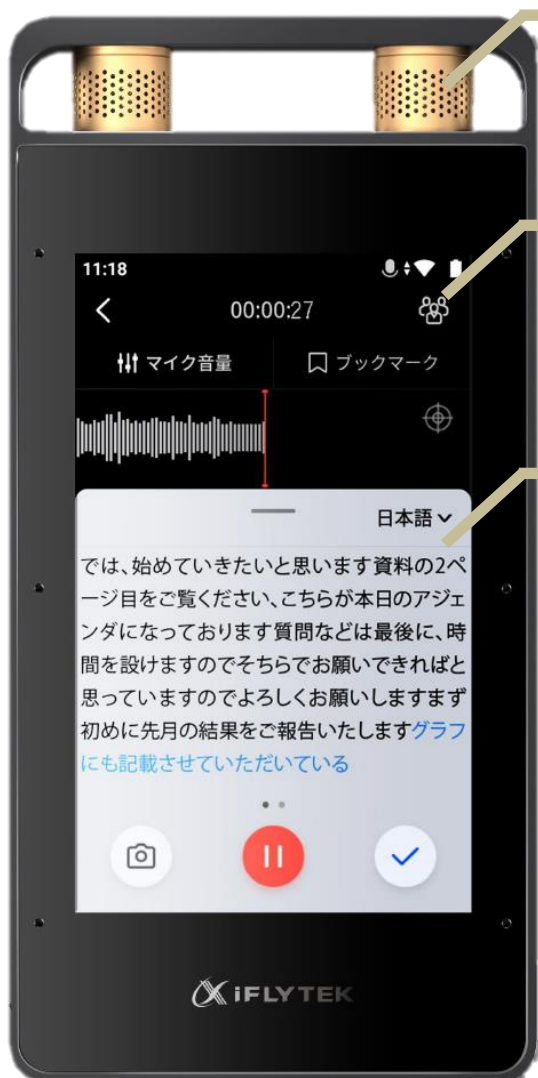 11:18
00:00:27
マイク音量
ブックマーク
日本語
では、始めていきたいと思います資料の2ペ
ージ目をご覧ください、こちらが本日のアジェ
ンダになっております質問などは最後に、時
間を設けますのでそちらでお願いできればと
思っていますのでよろしくお願いしますまず
初めに先月の結果をご報告いたしますグラフ
にも記載させていただいている
iFLYTEK